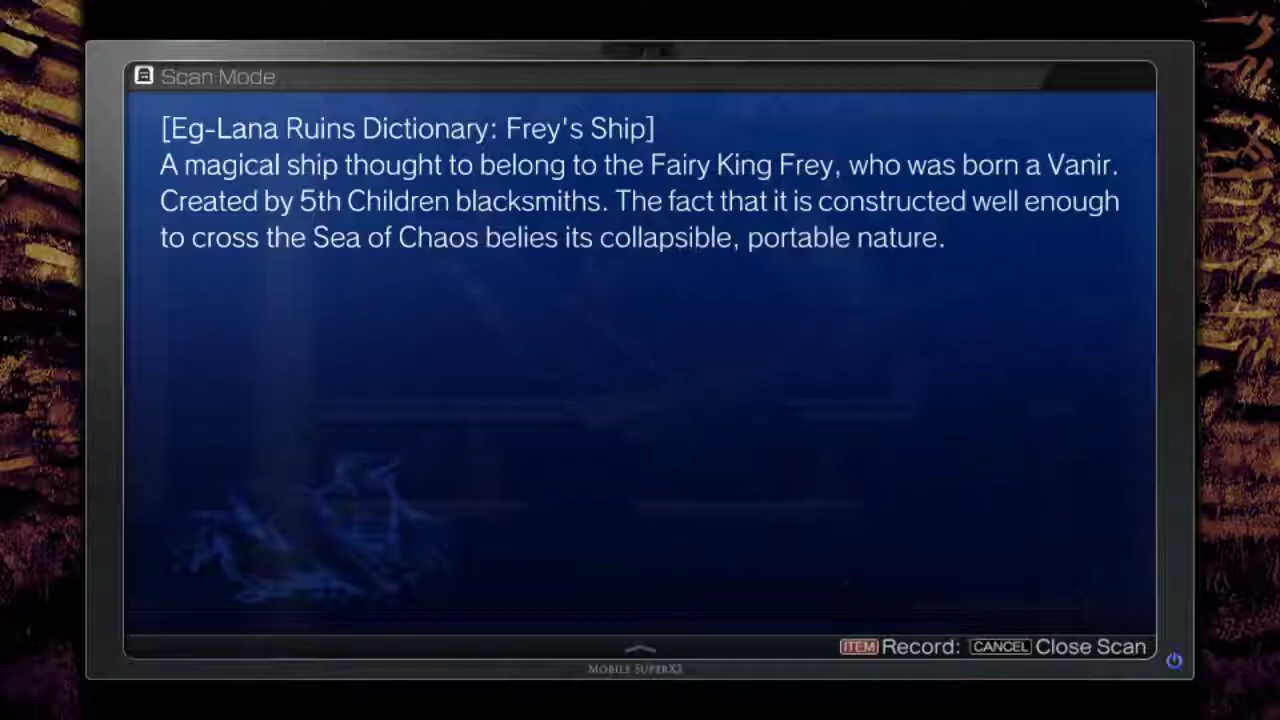 Scan Mode
[Eg-Lana Ruins Dictionary: Frey's Ship]
A magical ship thought to belong to the Fairy King Frey, who was born a Vanir.
Created by 5th Children blacksmiths. The fact that it is constructed well enough
to cross the Sea of Chaos belies its collapsible, portable nature.
ITEM Record: CANCEL Close Scan
MOBILE SUPERX3